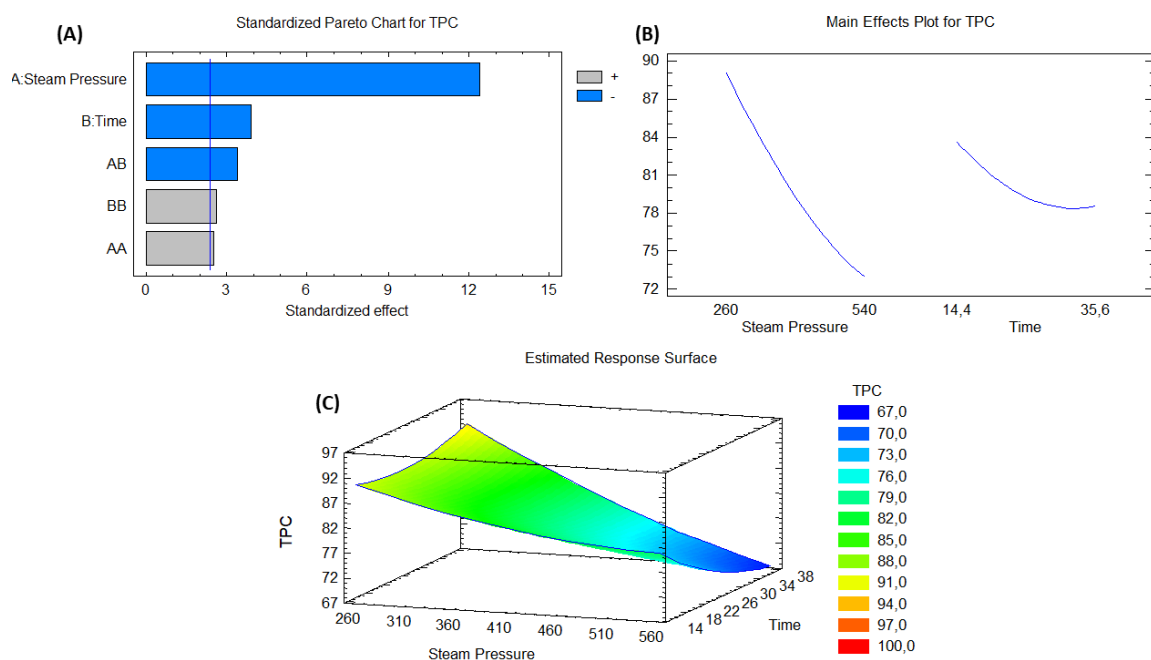 Standardized Pareto Chart for TPC
(A)
A:Steam Pressure
B:Time
AB
BB
AA
+
-
0 3 6 9 12 15
Standardized effect
Main Effects Plot for TPC
(B)
90
87
84
81
78
75
72
260 540 14,4 35,6
Steam Pressure Time
Estimated Response Surface
(C)
TPC
97
92
87
82
77
72
67
260 310 360 410 460 510 560
Steam Pressure
14 18 22 26 30 34 38
Time
TPC
67,0
70,0
73,0
76,0
79,0
82,0
85,0
88,0
91,0
94,0
97,0
100,0